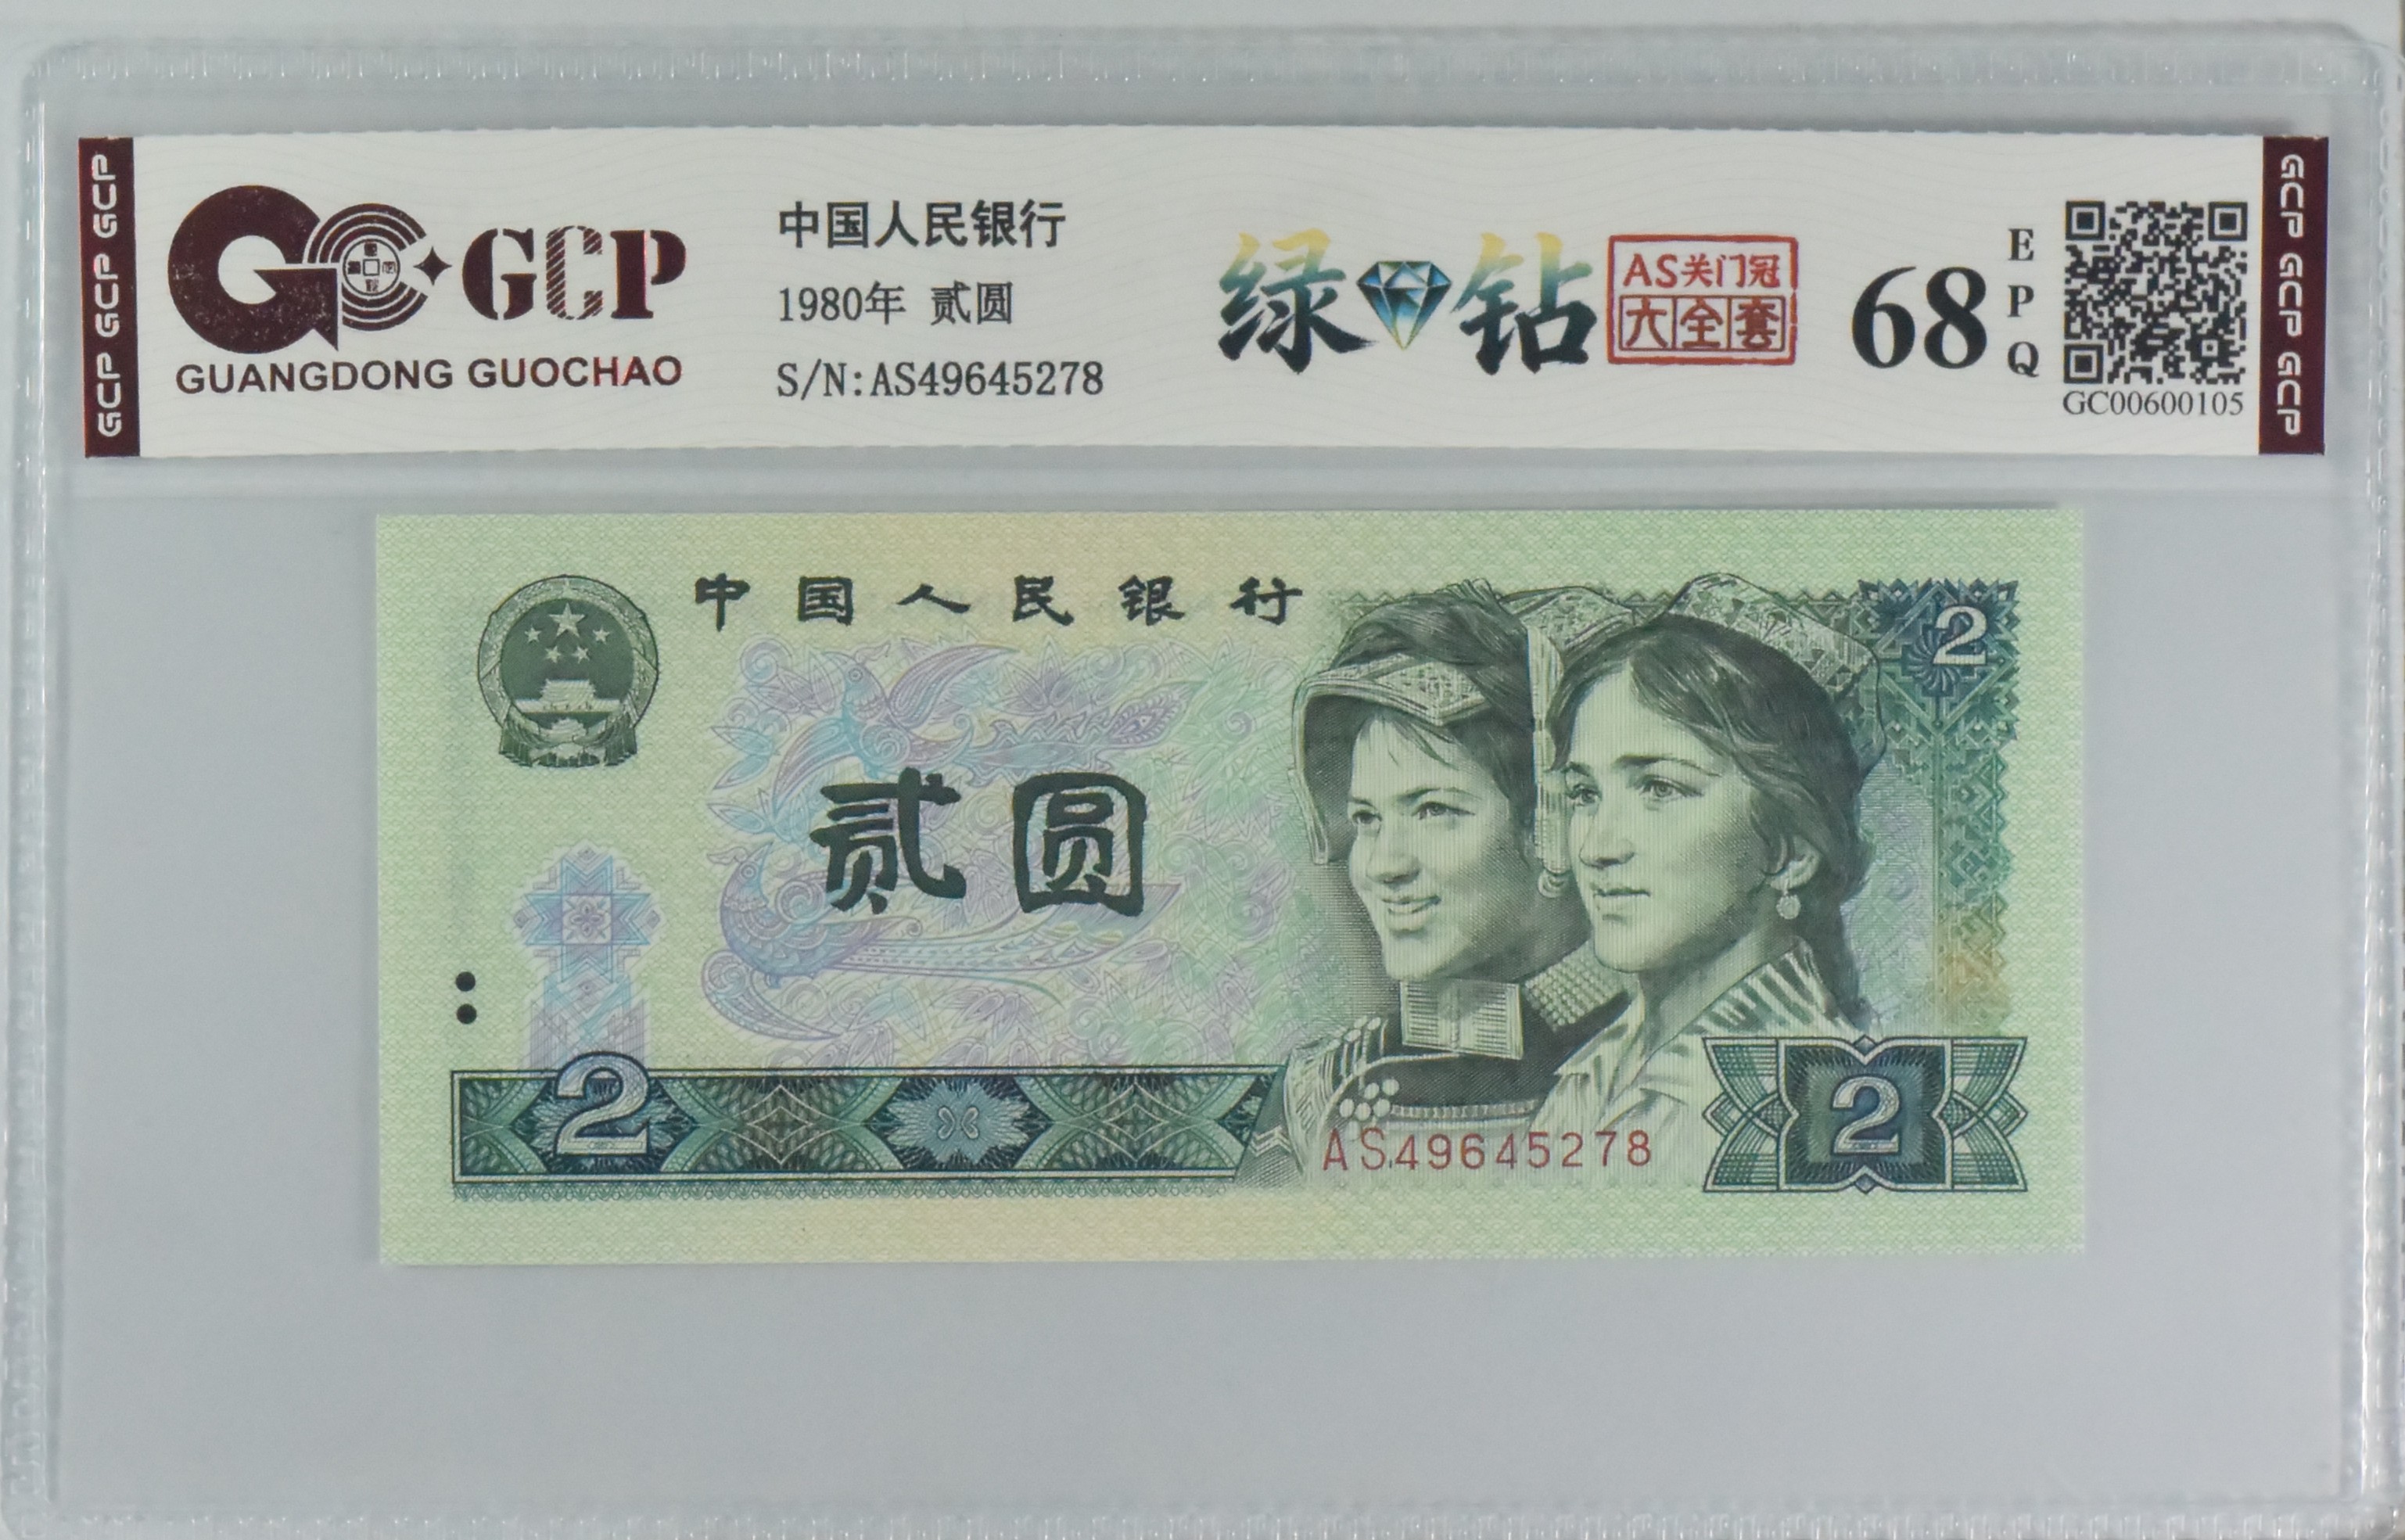 GCP GCP GCP
GCP
GUANGDONG GUOCHAO
中国人民银行
1980年 贰圆
S/N:AS49645278
绿钻
AS关门冠
大全套
68
EPQ
GC00600105
GCP GCP GCP
中国人民银行
2
贰圆
2
AS49645278
2